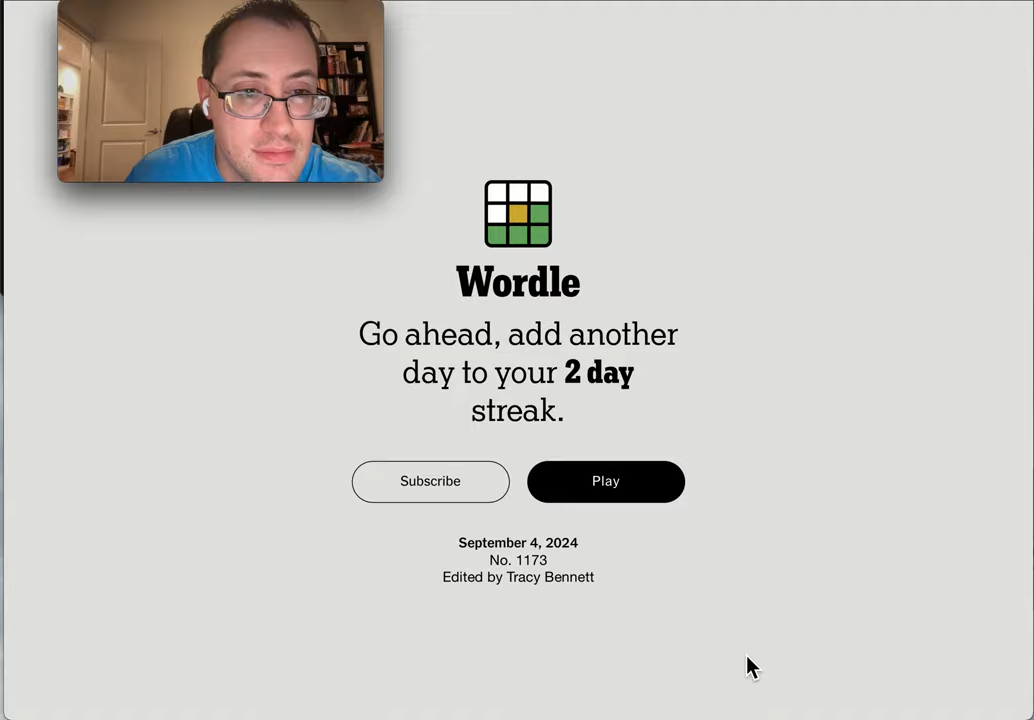 Wordle
Go ahead, add another
day to your 2 day
streak.
Subscribe
Play
September 4, 2024
No. 1173
Edited by Tracy Bennett